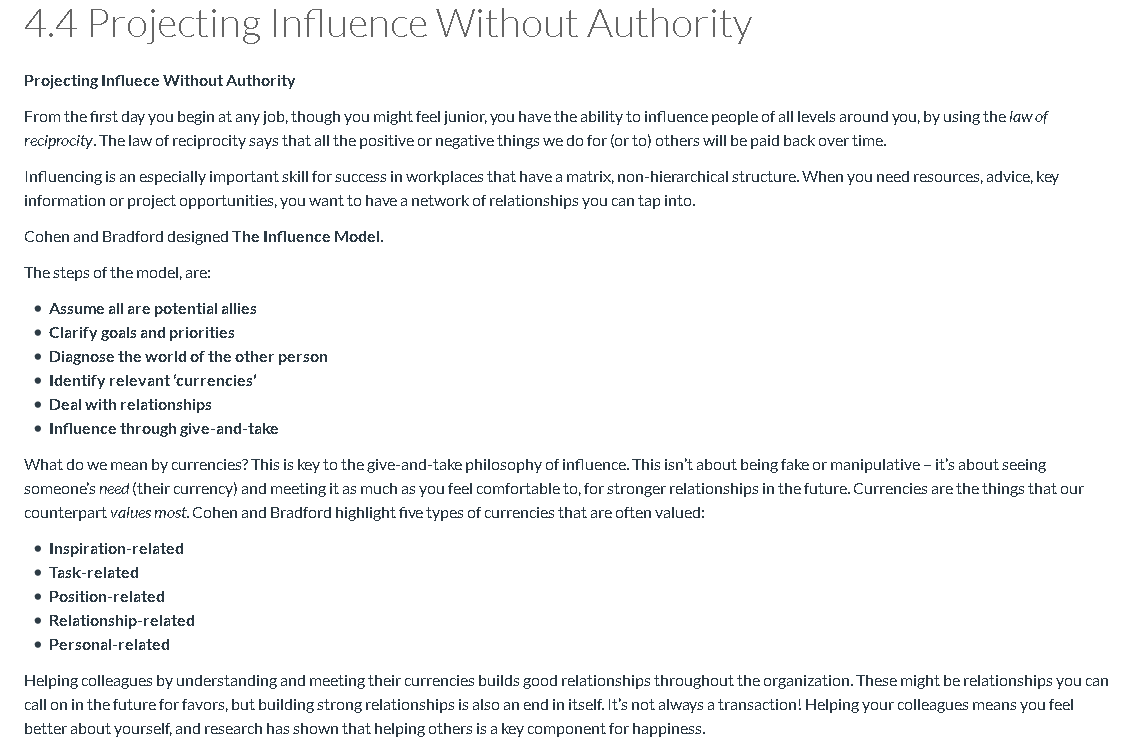 4.4 Projecting Influence Without Authority
Projecting Influece Without Authority
From the first day you begin at any job, though you might feel junior, you have the ability to influence people of all levels around you, by using the law of
reciprocity. The law of reciprocity says that all the positive or negative things we do for (or to) others will be paid back over time.
Influencing is an especially important skill for success in workplaces that have a matrix, non-hierarchical structure. When you need resources, advice, key
information or project opportunities, you want to have a network of relationships you can tap into.
Cohen and Bradford designed The Influence Model.
The steps of the model, are:
• Assume all are potential allies
• Clarify goals and priorities
• Diagnose the world of the other person
• Identify relevant ‘currencies’
• Deal with relationships
• Influence through give-and-take
What do we mean by currencies? This is key to the give-and-take philosophy of influence. This isn’t about being fake or manipulative – it’s about seeing
someone’s need (their currency) and meeting it as much as you feel comfortable to, for stronger relationships in the future. Currencies are the things that our
counterpart values most. Cohen and Bradford highlight five types of currencies that are often valued:
• Inspiration-related
• Task-related
• Position-related
• Relationship-related
• Personal-related
Helping colleagues by understanding and meeting their currencies builds good relationships throughout the organization. These might be relationships you can
call on in the future for favors, but building strong relationships is also an end in itself. It’s not always a transaction! Helping your colleagues means you feel
better about yourself, and research has shown that helping others is a key component for happiness.